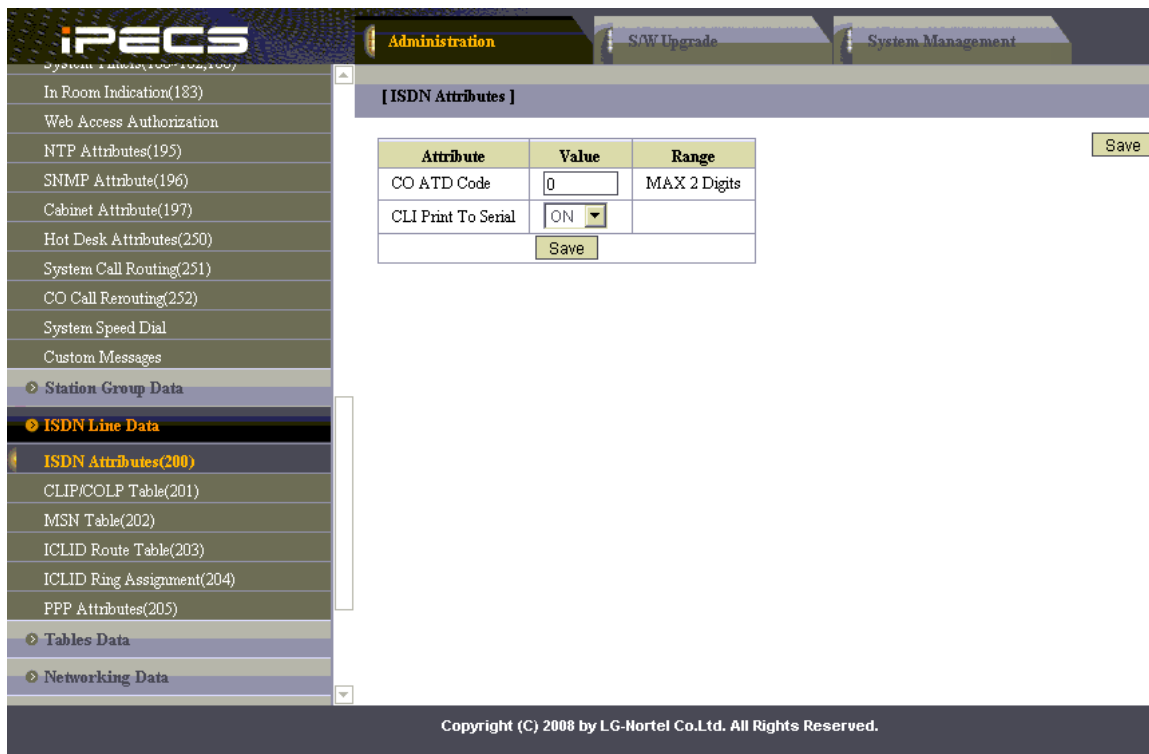 iPECS
Administration
S/W Upgrade
System Management
In Room Indication(183)
Web Access Authorization
NTP Attributes(195)
SNMP Attribute(196)
Cabinet Attribute(197)
Hot Desk Attributes(250)
System Call Routing(251)
CO Call Rerouting(252)
System Speed Dial
Custom Messages
Station Group Data
ISDN Line Data
ISDN Attributes(200)
CLIP/COLP Table(201)
MSN Table(202)
ICLID Route Table(203)
ICLID Ring Assignment(204)
PPP Attributes(205)
Tables Data
Networking Data
[ ISDN Attributes ]
Save
Attribute Value Range
CO ATD Code 0 MAX 2 Digits
CLI Print To Serial ON
Save
Copyright (C) 2008 by LG-Nortel Co.Ltd. All Rights Reserved.